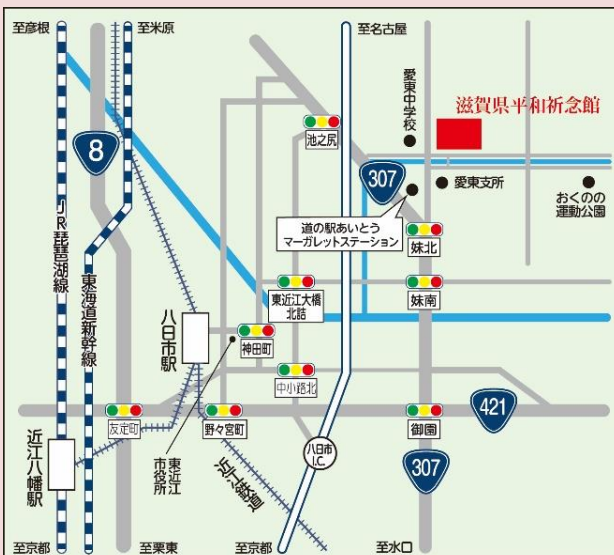 至彦根
至米原
至名古屋
愛東中学校
滋賀県平和祈念館
池之尻
8
307
愛東支所
おくのの
運動公園
道の駅あいとう
マーガレットステーション
妹北
JR琵琶湖線
東海道新幹線
東近江大橋
北詰
妹南
八日市駅
神田町
中小路北
421
友定町
野々宮町
御園
近江八幡駅
東近江
市役所
近江鉄道
八日市
I.C.
307
至京都
至栗東
至京都
至水口